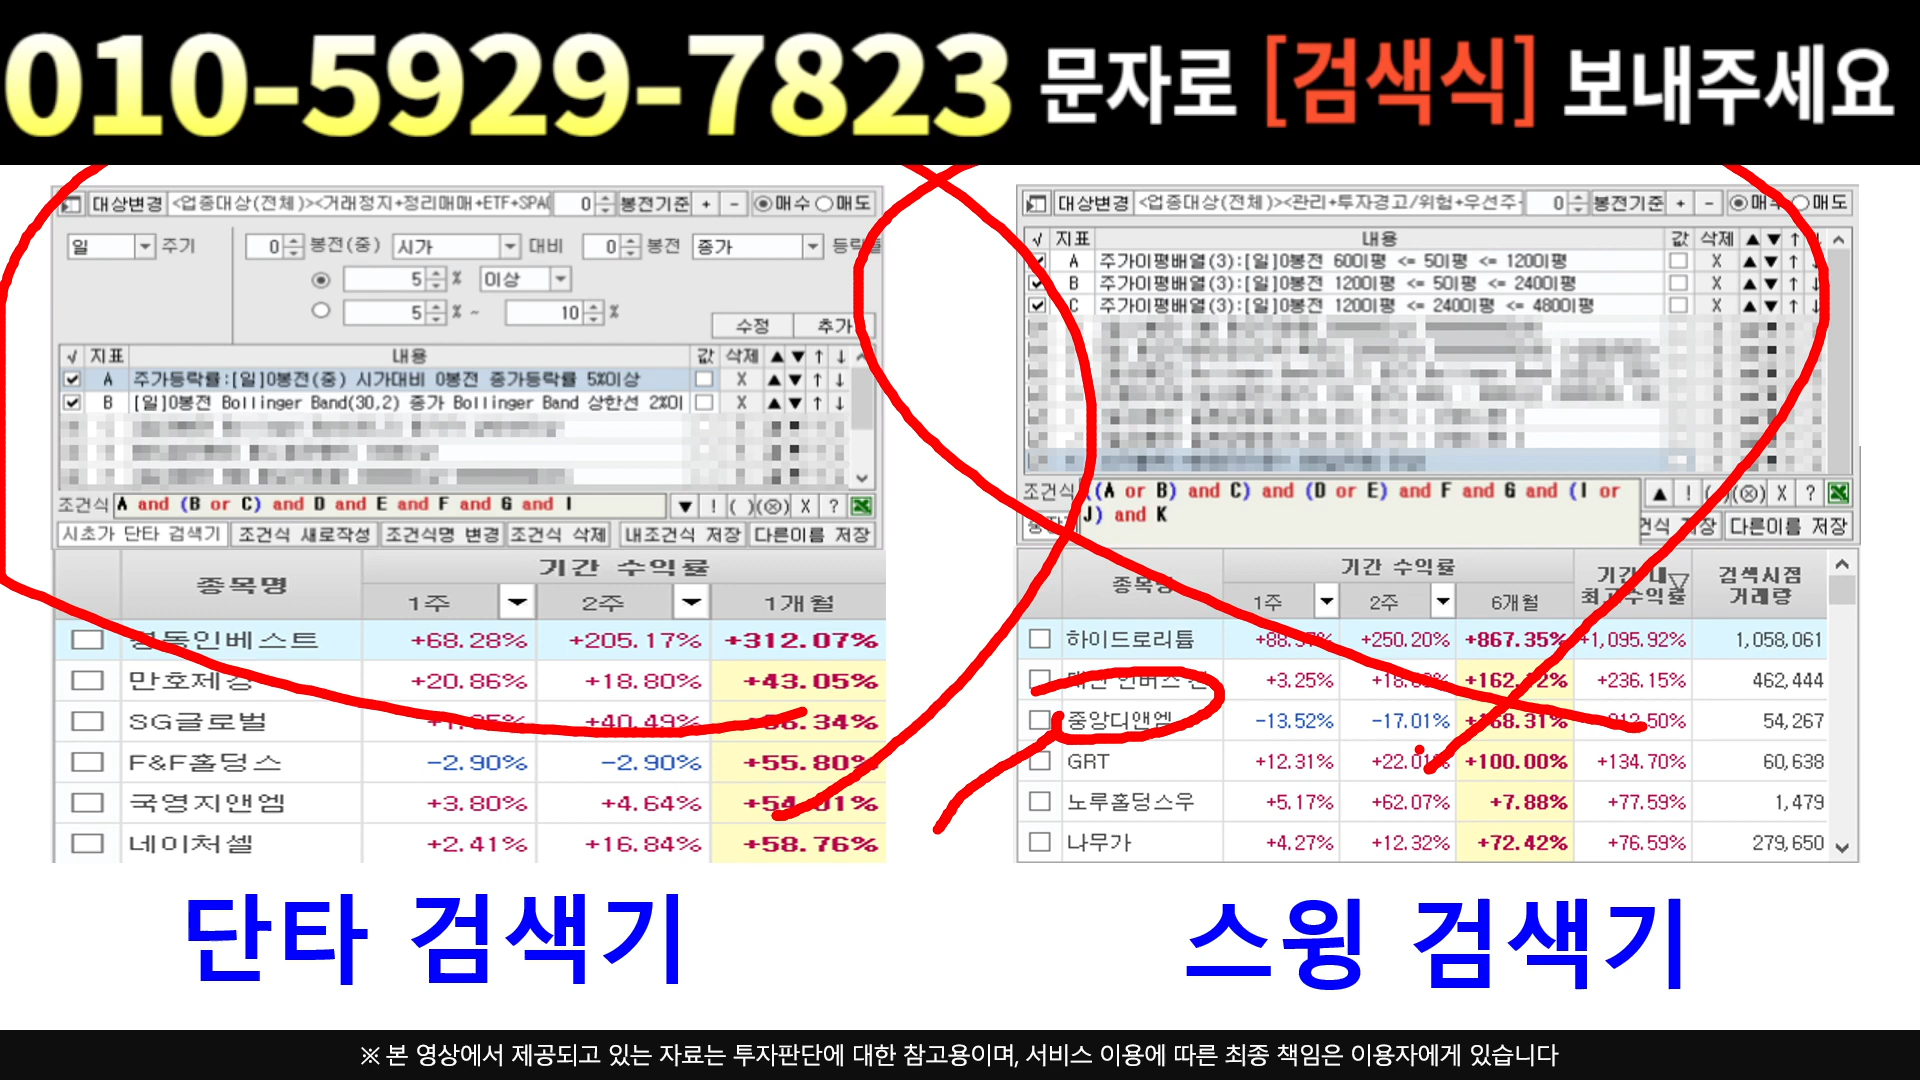 010-5929-7823 문자로 [검색식] 보내주세요
대상변경 <업종대상(전체)><거래정지+정리매매+ETF+SPA 0 봉전기준 + - 매수 매도
일 주기 0 봉전(중) 시가 대비 0 봉전 종가
5 % 이상
5 % ~ 10 %
수정 추가
√ 지표 내용 값 삭제 ▲ ▼ ↑ ↓
A 주가등락률:[일]0봉전(중) 시가대비 0봉전 종가등락률 5%이상 X ▲ ▼ ↑ ↓
B [일]0봉전 Bollinger Band(30,2) 종가 Bollinger Band 상한선 2%이 X ▲ ▼ ↑ ↓
조건식 A and (B or C) and D and E and F and G and I ▼ ! ( )(⊗) X ?
시초가 단타 검색기 조건식 새로작성 조건식명 변경 조건식 삭제 내조건식 저장 다른이름 저장
종목명 기간 수익률
1주 2주 1개월
+68.28% +205.17% +312.07%
만호제강 +20.86% +18.80% +43.05%
SG글로벌 +40.49%
F&F홀딩스 -2.90% -2.90% +55.80%
국영지앤엠 +3.80% +4.64%
네이처셀 +2.41% +16.84% +58.76%
단타 검색기
대상변경 <업종대상(전체)><관리+투자경고/위험+우선주+ 0 봉전기준 + - 매수 매도
√ 지표 내용 값 삭제 ▲ ▼ ↑ ↓
A 주가이평배열(3):[일]0봉전 60이평 <= 5이평 <= 120이평 X ▲ ▼ ↑ ↓
B 주가이평배열(3):[일]0봉전 120이평 <= 5이평 <= 240이평 X ▲ ▼ ↑ ↓
C 주가이평배열(3):[일]0봉전 120이평 <= 240이평 <= 480이평 X ▲ ▼ ↑ ↓
조건식 ((A or B) and C) and (D or E) and F and G and (I or ▲ ! ( )(⊗) X ?
J) and K 건식 저장 다른이름 저장
종목명 기간 수익률 기간 내 최고수익률 검색시점 거래량
1주 2주 6개월
하이드로리튬 +250.20% +867.35% +1,095.92% 1,058,061
+3.25% +236.15% 462,444
중앙디앤엠 -13.52% -17.01% 54,267
GRT +12.31% +100.00% +134.70% 60,638
노루홀딩스우 +5.17% +62.07% +7.88% +77.59% 1,479
나무가 +4.27% +12.32% +72.42% +76.59% 279,650
스윙 검색기
※ 본 영상에서 제공되고 있는 자료는 투자판단에 대한 참고용이며, 서비스 이용에 따른 최종 책임은 이용자에게 있습니다